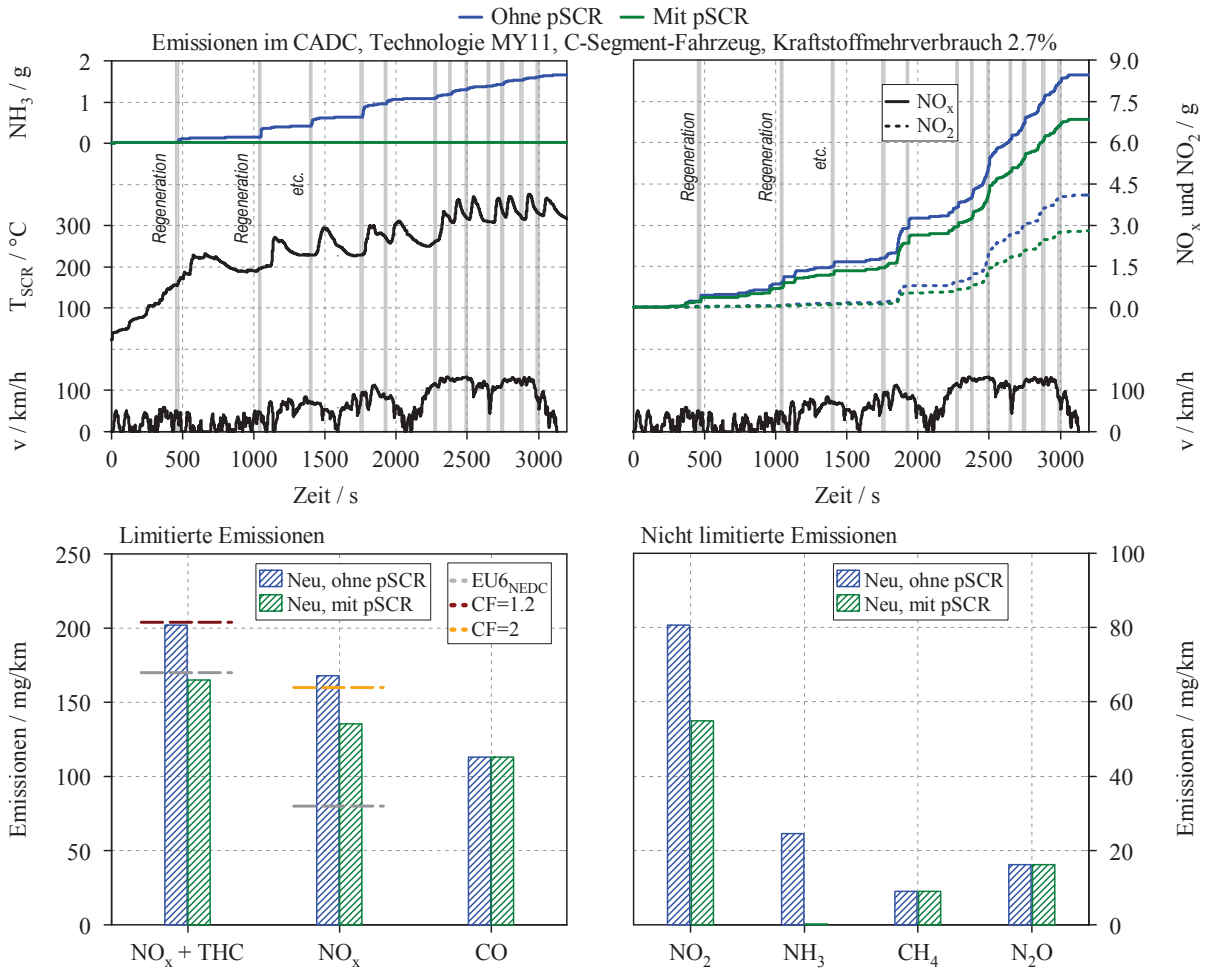 Ohne pSCR Mit pSCR
Emissionen im CADC, Technologie MY11, C-Segment-Fahrzeug, Kraftstoffmehrverbrauch 2.7%
NH₃ / g
2
1
0
Regeneration
Regeneration
etc.
T_SCR / °C
300
200
100
v / km/h
100
0
0 500 1000 1500 2000 2500 3000
Zeit / s
NOₓ
NO₂
Regeneration
Regeneration
etc.
9.0
7.5
6.0
4.5
3.0
1.5
0.0
NOₓ und NO₂ / g
100
0
v / km/h
0 500 1000 1500 2000 2500 3000
Zeit / s
Limitierte Emissionen
Neu, ohne pSCR
Neu, mit pSCR
EU6_NEDC
CF=1.2
CF=2
Emissionen / mg/km
250
200
150
100
50
0
NOₓ + THC NOₓ CO
Nicht limitierte Emissionen
Neu, ohne pSCR
Neu, mit pSCR
100
80
60
40
20
0
Emissionen / mg/km
NO₂ NH₃ CH₄ N₂O